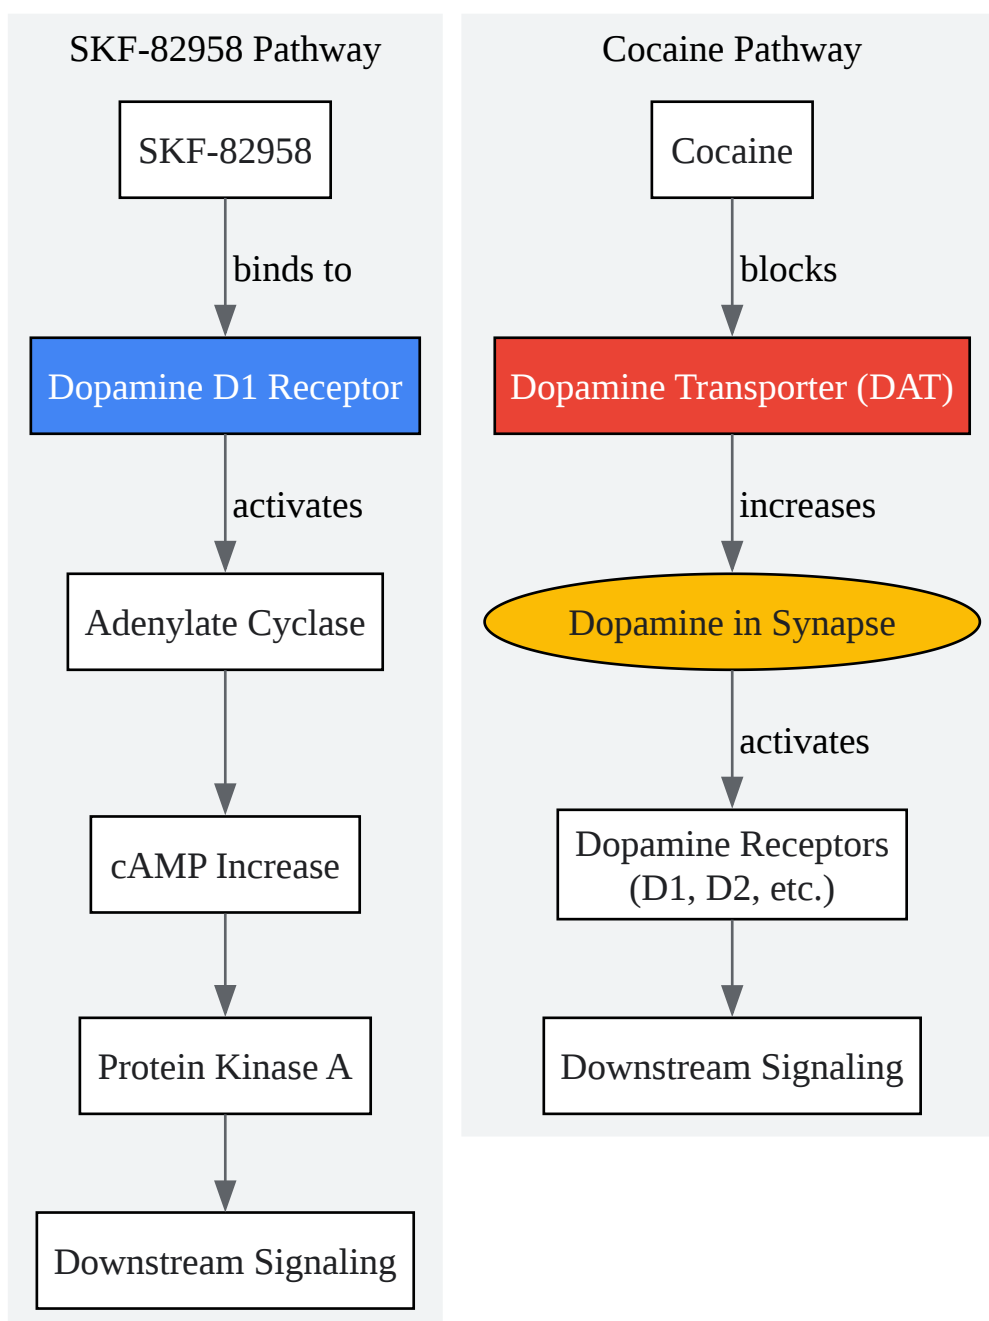 SKF-82958 Pathway
SKF-82958
binds to
Dopamine D1 Receptor
activates
Adenylate Cyclase
cAMP Increase
Protein Kinase A
Downstream Signaling
Cocaine Pathway
Cocaine
blocks
Dopamine Transporter (DAT)
increases
Dopamine in Synapse
activates
Dopamine Receptors
(D1, D2, etc.)
Downstream Signaling